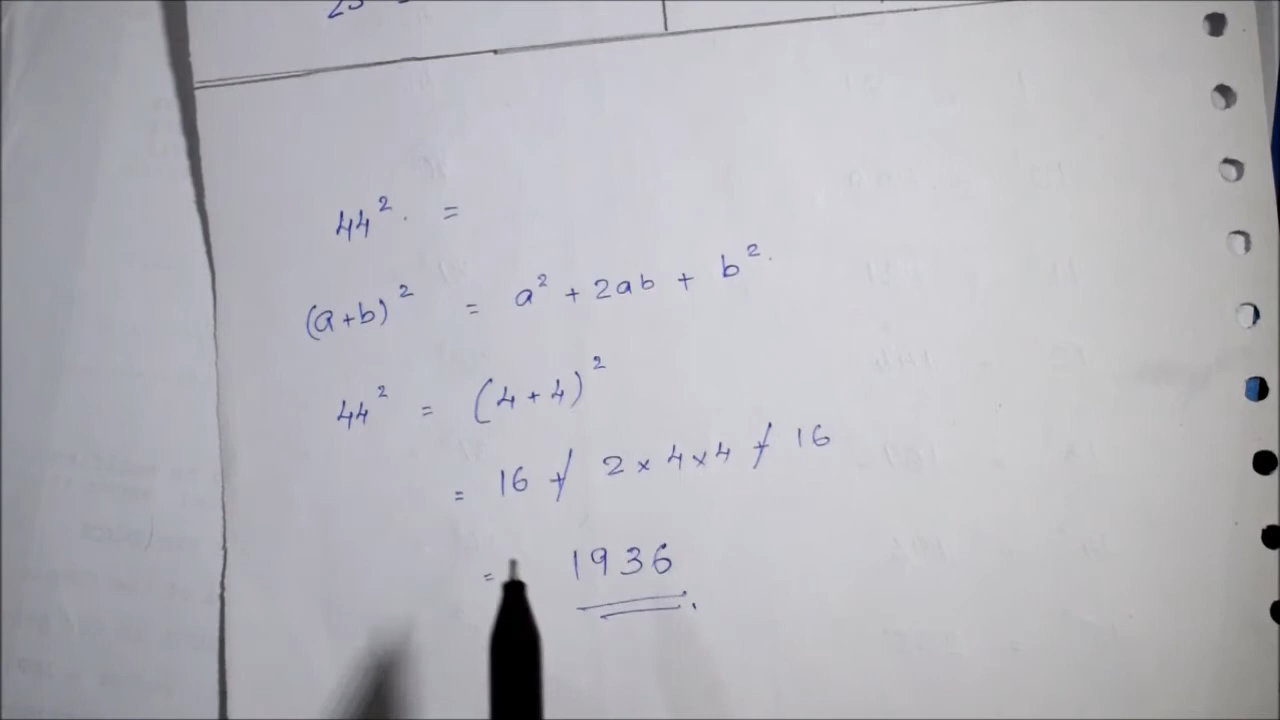 44² =
(a+b)² = a² + 2ab + b²
44² = (4+4)²
= 16 + 2×4×4 + 16
= 1936